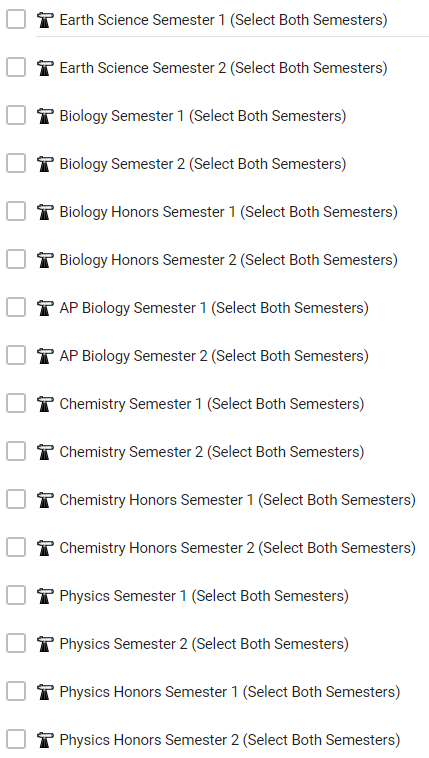 Earth Science Semester 1 (Select Both Semesters)
Earth Science Semester 2 (Select Both Semesters)
Biology Semester 1 (Select Both Semesters)
Biology Semester 2 (Select Both Semesters)
Biology Honors Semester 1 (Select Both Semesters)
Biology Honors Semester 2 (Select Both Semesters)
AP Biology Semester 1 (Select Both Semesters)
AP Biology Semester 2 (Select Both Semesters)
Chemistry Semester 1 (Select Both Semesters)
Chemistry Semester 2 (Select Both Semesters)
Chemistry Honors Semester 1 (Select Both Semesters)
Chemistry Honors Semester 2 (Select Both Semesters)
Physics Semester 1 (Select Both Semesters)
Physics Semester 2 (Select Both Semesters)
Physics Honors Semester 1 (Select Both Semesters)
Physics Honors Semester 2 (Select Both Semesters)